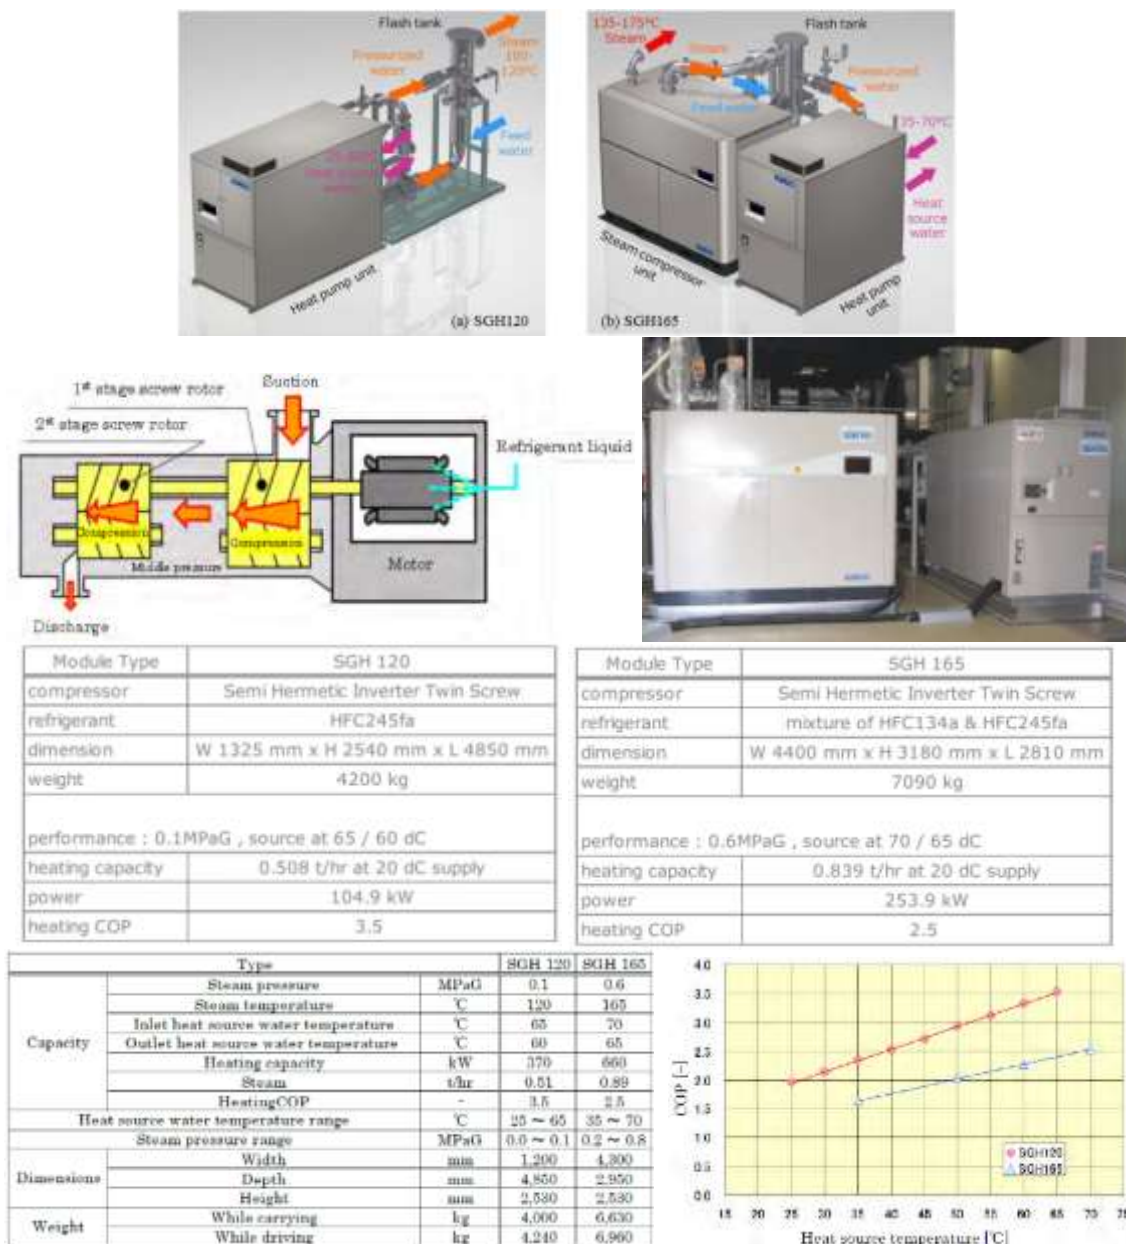 Flash tank
Steam
100-
120°C
Pressurized
water
Feed
water
Heat source
water
Heat pump unit
(a) SGH120
135-175°C
Steam
Flash tank
Steam
Pressurized
water
Feed water
35-70°C
Heat
source
water
Steam compressor
unit
Heat pump
unit
(b) SGH165
1st stage screw rotor
Suction
2st stage screw rotor
Refrigerant liquid
Compression
Compression
Middle pressure
Motor
Discharge
Module Type SGH 120
compressor Semi Hermetic Inverter Twin Screw
refrigerant HFC245fa
dimension W 1325 mm x H 2540 mm x L 4850 mm
weight 4200 kg
performance : 0.1MPaG , source at 65 / 60 dC
heating capacity 0.508 t/hr at 20 dC supply
power 104.9 kW
heating COP 3.5
Module Type SGH 165
compressor Semi Hermetic Inverter Twin Screw
refrigerant mixture of HFC134a & HFC245fa
dimension W 4400 mm x H 3180 mm x L 2810 mm
weight 7090 kg
performance : 0.6MPaG , source at 70 / 65 dC
heating capacity 0.839 t/hr at 20 dC supply
power 253.9 kW
heating COP 2.5
Type SGH 120 SGH 165
Capacity
Steam pressure MPaG 0.1 0.6
Steam temperature °C 120 165
Inlet heat source water temperature °C 65 70
Outlet heat source water temperature °C 60 65
Heating capacity kW 370 660
Steam t/hr 0.51 0.89
HeatingCOP - 3.5 2.5
Heat source water temperature range °C 25 ~ 65 35 ~ 70
Steam pressure range MPaG 0.0 ~ 0.1 0.2 ~ 0.8
Dimensions
Width mm 1,200 4,300
Depth mm 4,850 2,950
Height mm 2,530 2,530
Weight
While carrying kg 4,000 6,630
While driving kg 4,240 6,960
COP [-]
4.0
3.5
3.0
2.5
2.0
1.5
1.0
0.5
0.0
SGH120
SGH165
15 20 25 30 35 40 45 50 55 60 65 70 75
Heat source temperature [°C]